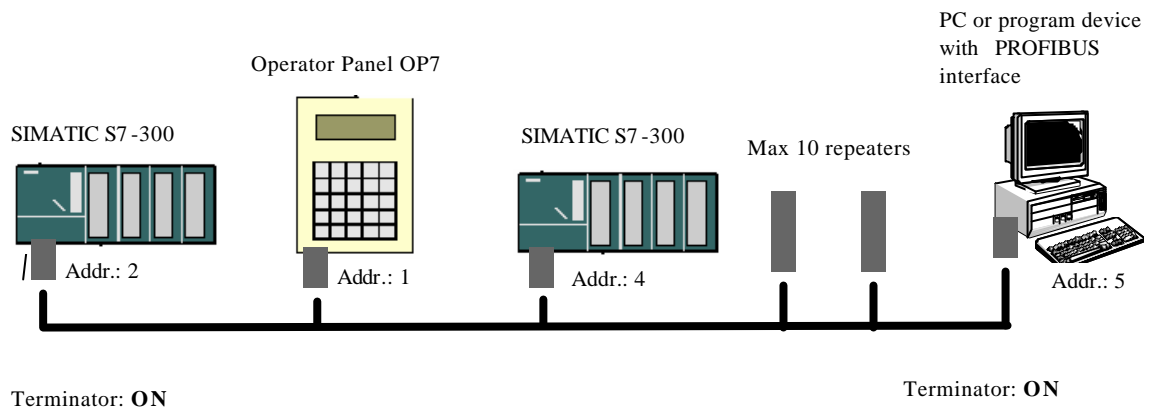 PC or program device
with PROFIBUS
interface
Operator Panel OP7
SIMATIC S7-300
SIMATIC S7-300
Max 10 repeaters
Addr.: 2
Addr.: 1
Addr.: 4
Addr.: 5
Terminator: ON
Terminator: ON